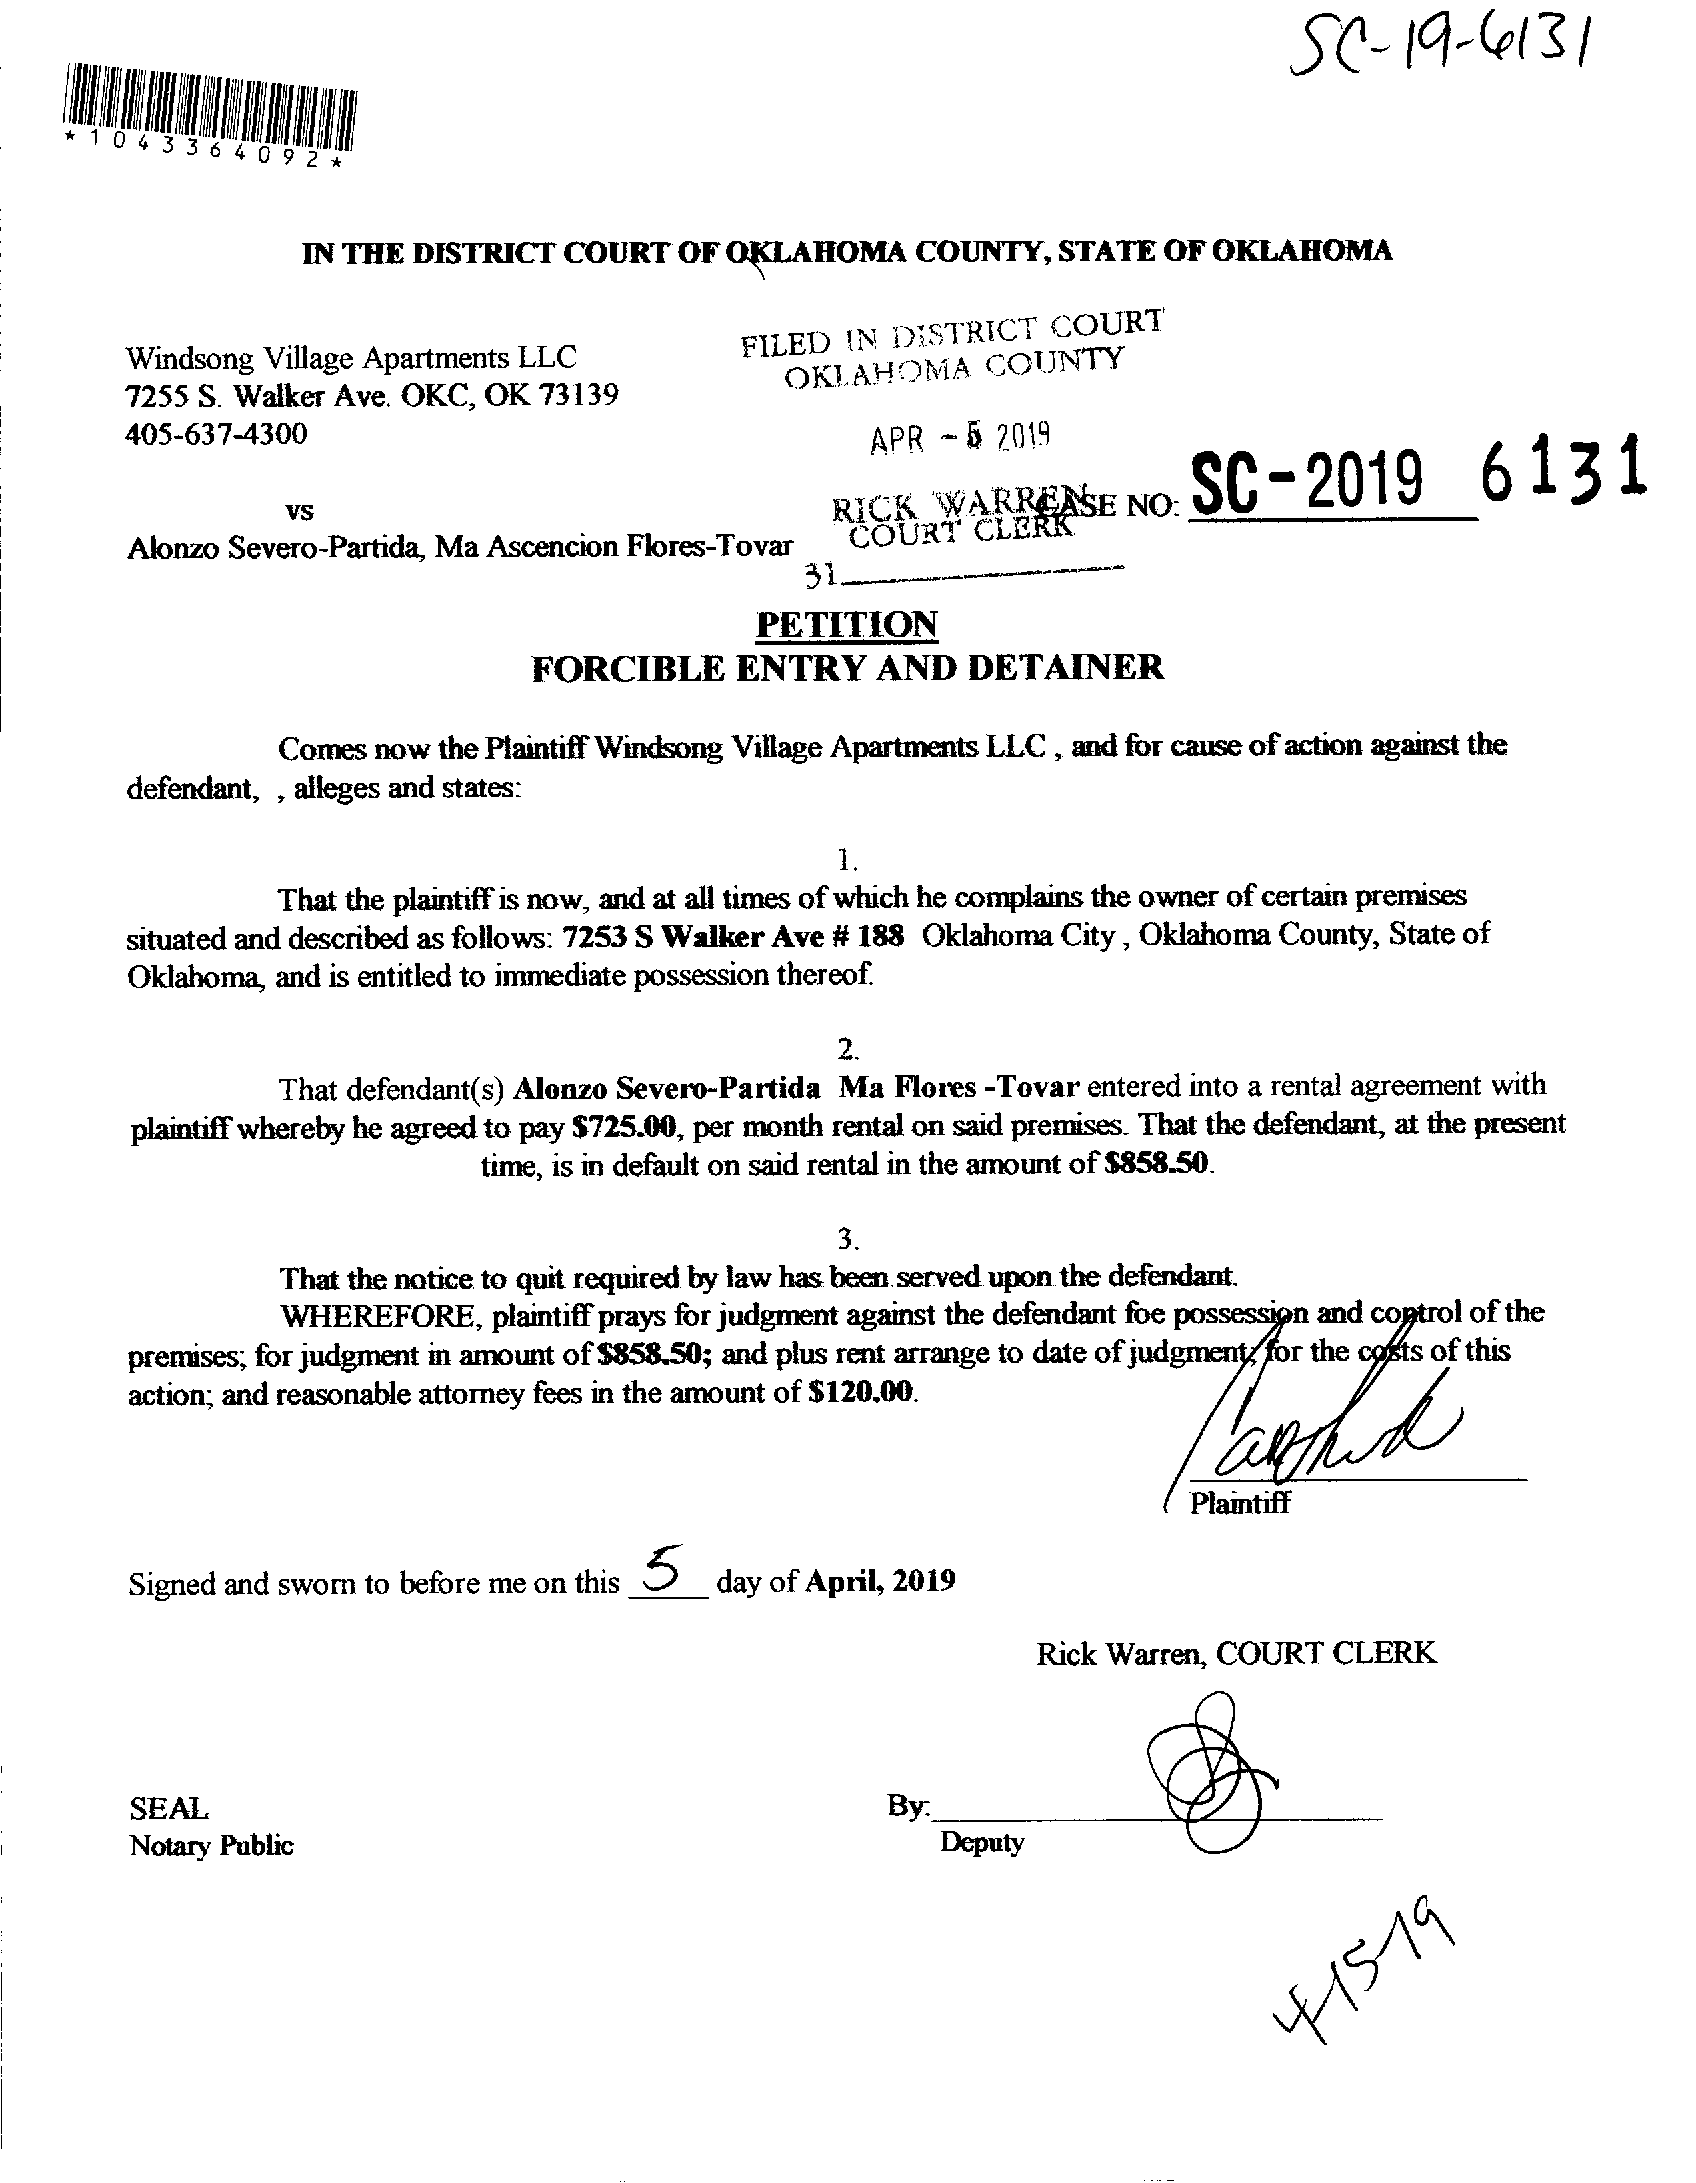 SC-19-6131
*1043364092*
IN THE DISTRICT COURT OF OKLAHOMA COUNTY, STATE OF OKLAHOMA
FILED IN DISTRICT COURT
OKLAHOMA COUNTY
Windsong Village Apartments LLC
7255 S. Walker Ave. OKC, OK 73139
405-637-4300
APR - 5 2019
RICK WARREN
COURT CLERK
31
CASE NO: SC-2019 6131
vs
Alonzo Severo-Partida, Ma Ascencion Flores-Tovar
PETITION
FORCIBLE ENTRY AND DETAINER
Comes now the Plaintiff Windsong Village Apartments LLC , and for cause of action against the
defendant, , alleges and states:
1.
That the plaintiff is now, and at all times of which he complains the owner of certain premises
situated and described as follows: 7253 S Walker Ave # 188 Oklahoma City , Oklahoma County, State of
Oklahoma, and is entitled to immediate possession thereof.
2.
That defendant(s) Alonzo Severo-Partida Ma Flores -Tovar entered into a rental agreement with
plaintiff whereby he agreed to pay $725.00, per month rental on said premises. That the defendant, at the present
time, is in default on said rental in the amount of $858.50.
3.
That the notice to quit required by law has been served upon the defendant.
WHEREFORE, plaintiff prays for judgment against the defendant foe possession and control of the
premises; for judgment in amount of $858.50; and plus rent arrange to date of judgment; for the costs of this
action; and reasonable attorney fees in the amount of $120.00.
Plaintiff
Signed and sworn to before me on this 5 day of April, 2019
Rick Warren, COURT CLERK
SEAL
Notary Public
By:
Deputy
4-15-19